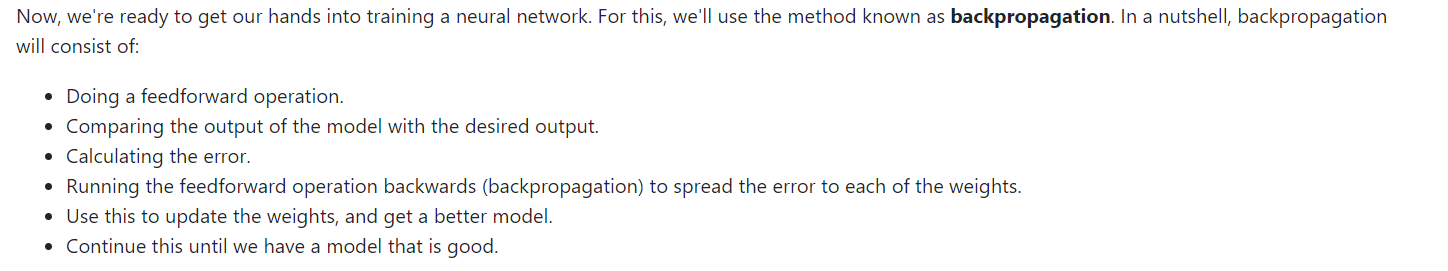 Now, we're ready to get our hands into training a neural network. For this, we'll use the method known as backpropagation. In a nutshell, backpropagation
will consist of:
• Doing a feedforward operation.
• Comparing the output of the model with the desired output.
• Calculating the error.
• Running the feedforward operation backwards (backpropagation) to spread the error to each of the weights.
• Use this to update the weights, and get a better model.
• Continue this until we have a model that is good.